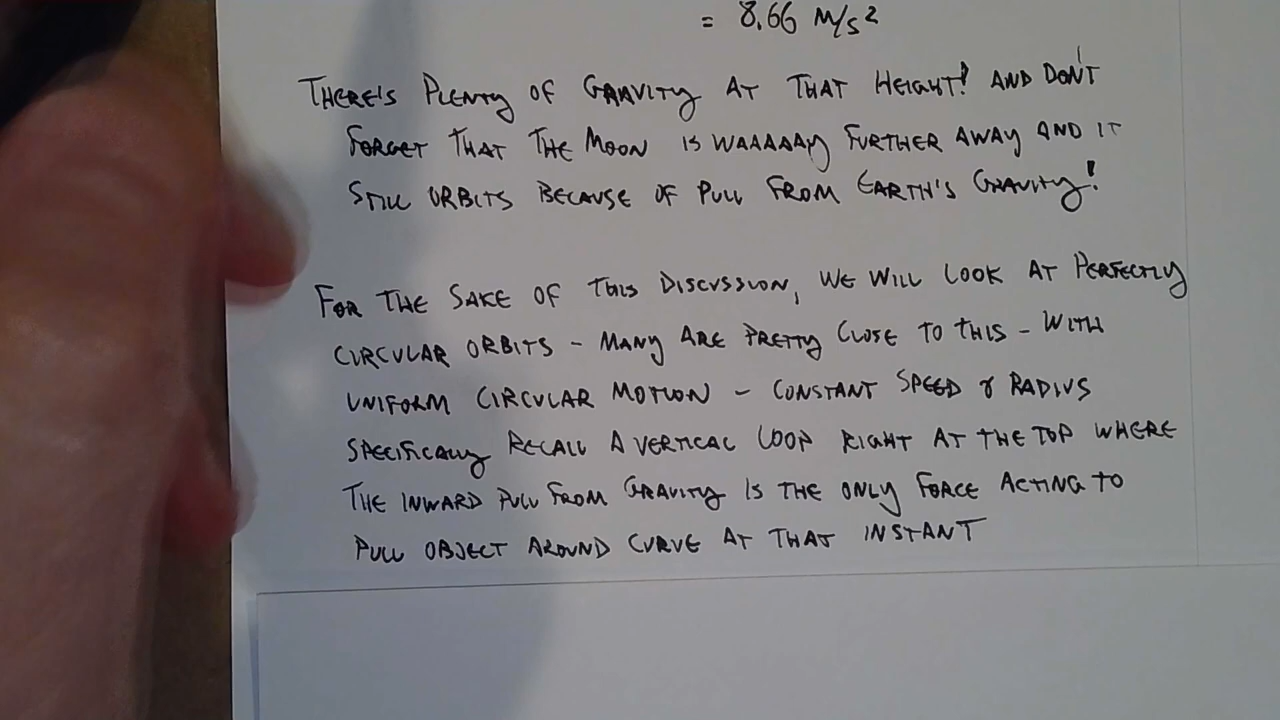 = 8.66 M/S²
THERE'S PLENTY OF GRAVITY AT THAT HEIGHT! AND DON'T
FORGET THAT THE MOON IS WAAAAAY FURTHER AWAY AND IT
STILL ORBITS BECAUSE OF PULL FROM EARTH'S GRAVITY!
FOR THE SAKE OF THIS DISCUSSION, WE WILL LOOK AT PERFECTLY
CIRCULAR ORBITS - MANY ARE PRETTY CLOSE TO THIS - WITH
UNIFORM CIRCULAR MOTION - CONSTANT SPEED & RADIUS
SPECIFICALLY RECALL A VERTICAL LOOP RIGHT AT THE TOP WHERE
THE INWARD PULL FROM GRAVITY IS THE ONLY FORCE ACTING TO
PULL OBJECT AROUND CURVE AT THAT INSTANT